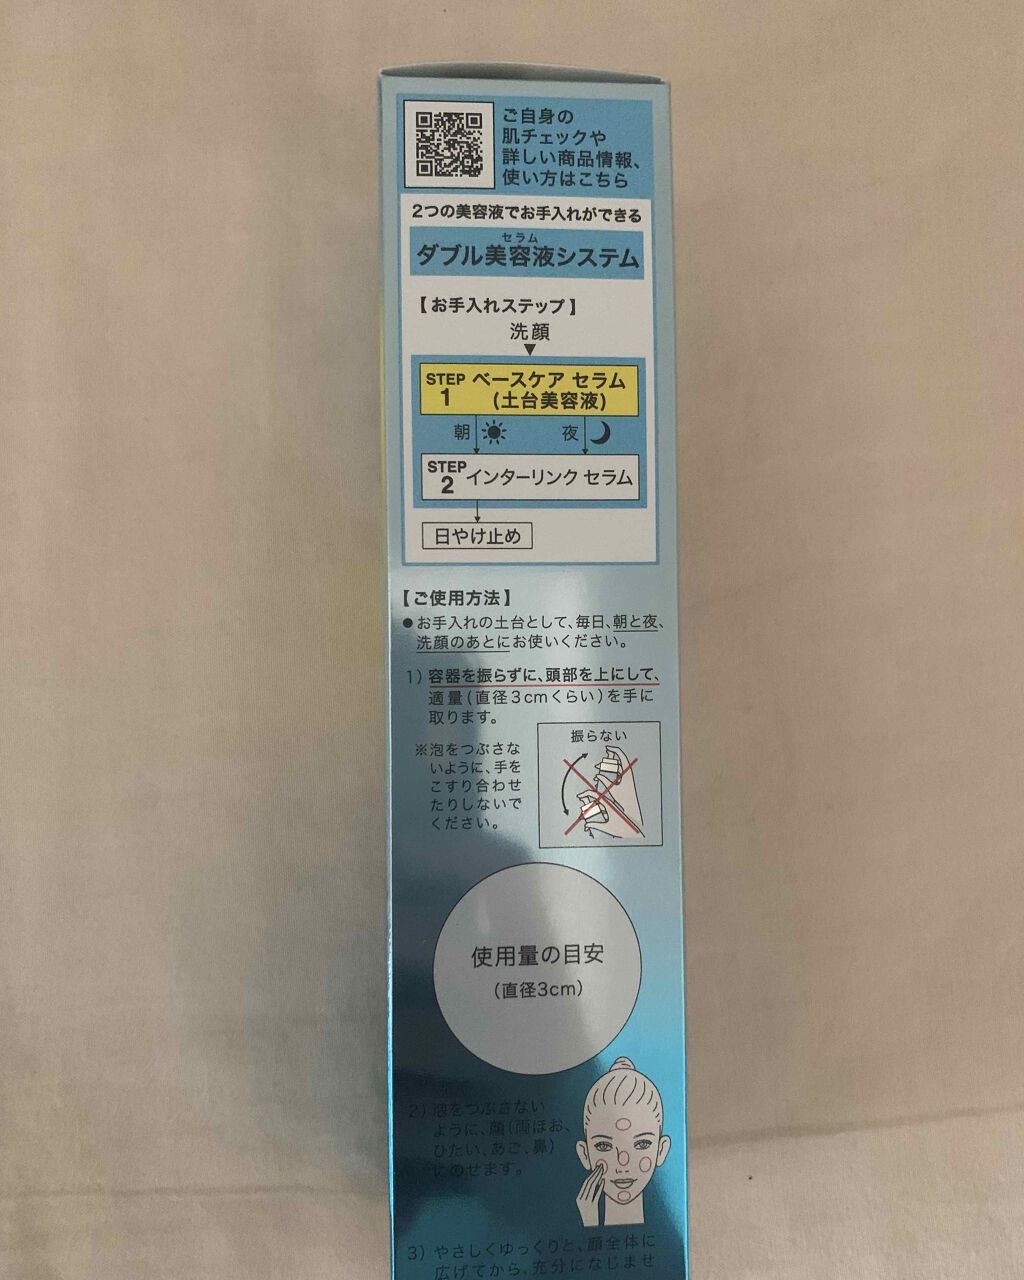 ご自身の
肌チェックや
詳しい商品情報、
使い方はこちら
2つの美容液でお手入れができる
セラム
ダブル美容液システム
【お手入れステップ】
洗顔
STEP 1 ベースケア セラム
(土台美容液)
朝 夜
STEP 2 インターリンク セラム
日やけ止め
【ご使用方法】
●お手入れの土台として、毎日、朝と夜、
洗顔のあとにお使いください。
1)容器を振らずに、頭部を上にして、
適量(直径3cmくらい)を手に
取ります。
※泡をつぶさな
いように、手を
こすり合わせ
たりしないで
ください。
振らない
使用量の目安
(直径3cm)
2)泡をつぶさない
ように、顔(両ほお、
ひたい、あご、鼻)
にのせます。
3)やさしくゆっくりと、顔全体に
広げてから、充分になじませ